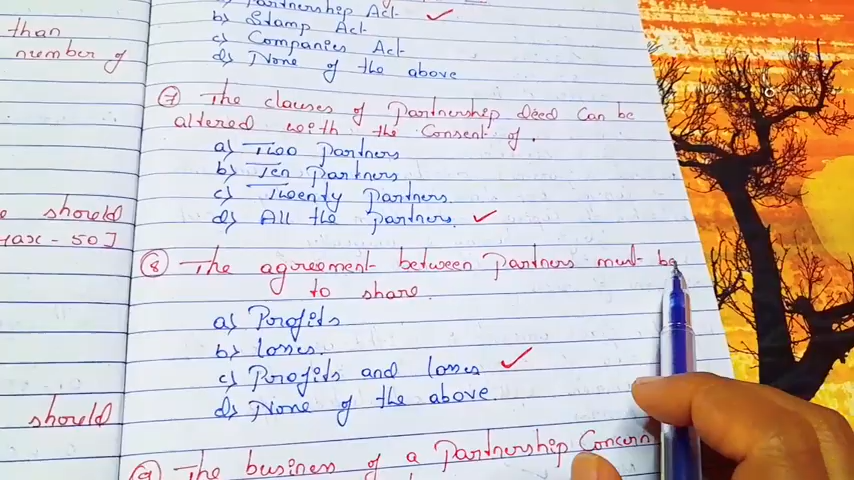 than
number of
should
[ax - 50]
should
Partnership Act ✓
b) Stamp Act
c) Companies Act
d) None of the above
7) The clauses of Partnership Deed can be
altered with the Consent of.
a) Two partners
b) Ten Partners
c) Twenty Partners.
d) All the partners. ✓
8) The agreement between partners must be
to share.
a) Profits
b) losses.
c) Profits and losses ✓
d) None of the above.
9) The business of a Partnership Concern